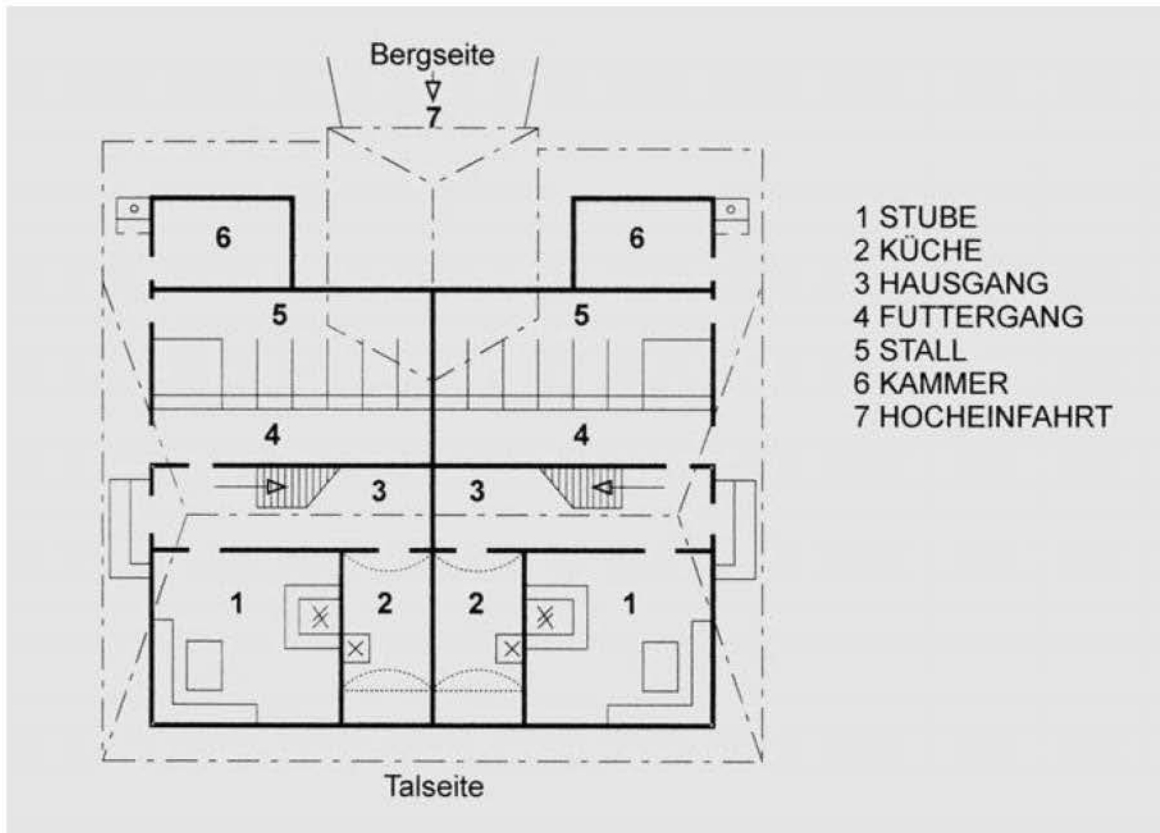 Bergseite
7
6 6
5 5
4 4
3 3
1 2 2 1
Talseite
1 STUBE
2 KÜCHE
3 HAUSGANG
4 FUTTERGANG
5 STALL
6 KAMMER
7 HOCHEINFAHRT